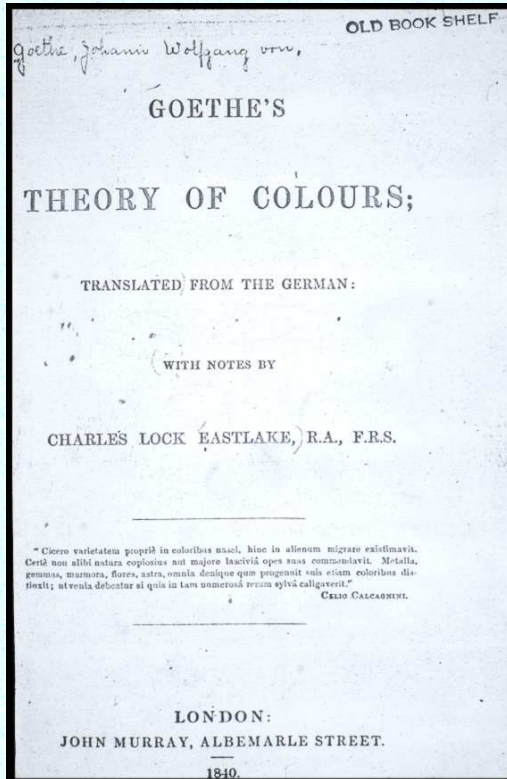 OLD BOOK SHELF
Goethe, Johann Wolfgang von,
GOETHE'S
THEORY OF COLOURS;
TRANSLATED FROM THE GERMAN:
WITH NOTES BY
CHARLES LOCK EASTLAKE, R.A., F.R.S.
"Cicero varietatem propriè in coloribus nasci, hinc in alienum migrare existimavit.
Certè non alibi natura copiosius aut majore lasciviâ opes suas commendavit. Metalla,
gemmas, marmora, flores, astra, omnia denique quæ progenuit suis etiam coloribus dis-
tinxit; ut venia debeatur si quis in tam numerosâ rerum sylvâ caligaverit."
CELIO CALCAGNINI.
LONDON:
JOHN MURRAY, ALBEMARLE STREET.
1840.